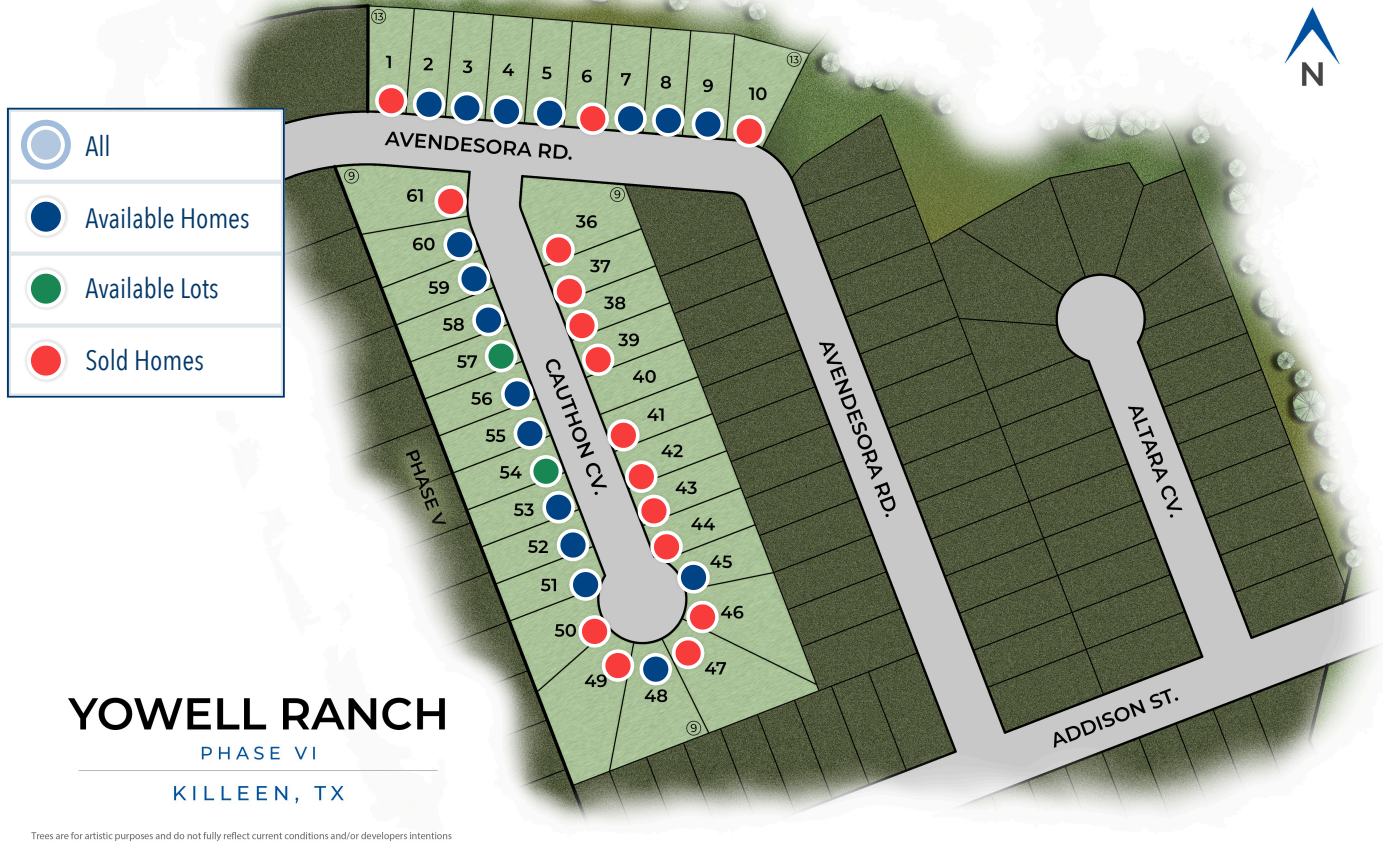 13
13
1
2
3
4
5
6
7
8
9
10
N
AVENDESORA RD.
All
Available Homes
Available Lots
Sold Homes
9
9
61
60
59
58
57
56
55
54
53
52
51
50
49
48
47
46
45
44
43
42
41
40
39
38
37
36
9
CAUTHON CV.
PHASE V
AVENDESORA RD.
ALTARA CV.
ADDISON ST.
YOWELL RANCH
PHASE VI
KILLEEN, TX
Trees are for artistic purposes and do not fully reflect current conditions and/or developers intentions